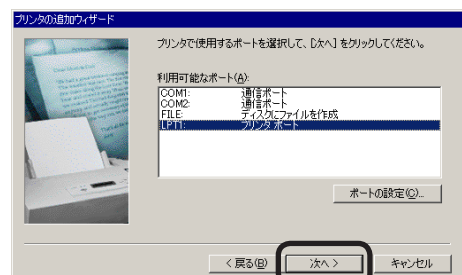 プリンタの追加ウィザード
プリンタで使用するポートを選択して、[次へ] をクリックしてください。
利用可能なポート(A):
COM1: 通信ポート
COM2: 通信ポート
FILE: ディスクにファイルを作成
LPT1: プリンタ ポート
ポートの設定(C)...
< 戻る(B)
次へ >
キャンセル